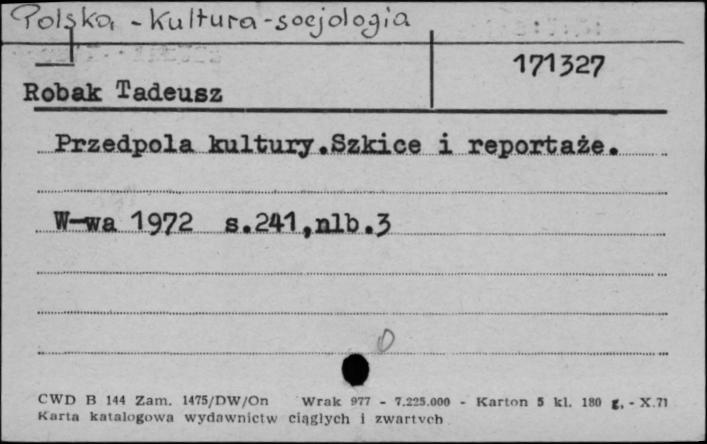 Polska - Kultura - socjologia
171327
Robak Tadeusz
Przedpola kultury.Szkice i reportaże.
W-wa 1972 s.241,nlb.3
CWD B 144 Zam. 1475/DW/On Wrak 977 - 7.225.000 - Karton 5 kl. 180 g. - X.71
Karta katalogowa wydawnictw ciągłych i zwartych